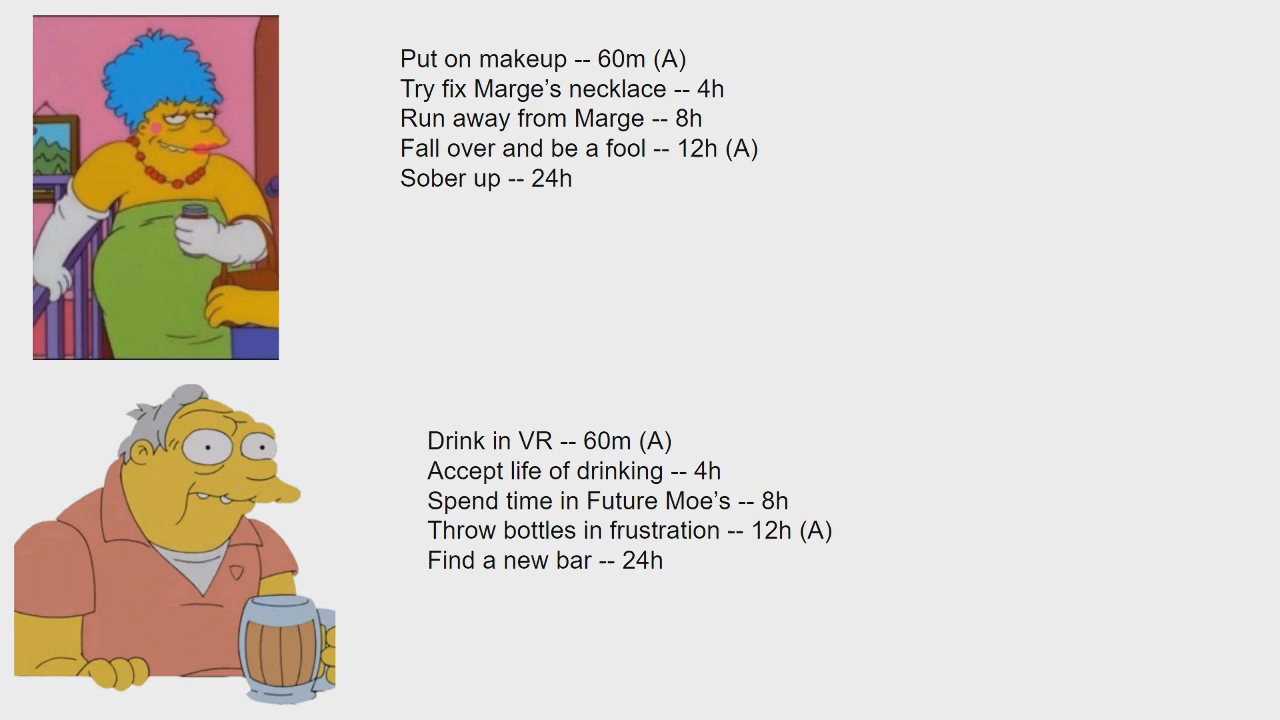 Put on makeup -- 60m (A)
Try fix Marge’s necklace -- 4h
Run away from Marge -- 8h
Fall over and be a fool -- 12h (A)
Sober up -- 24h
Drink in VR -- 60m (A)
Accept life of drinking -- 4h
Spend time in Future Moe’s -- 8h
Throw bottles in frustration -- 12h (A)
Find a new bar -- 24h